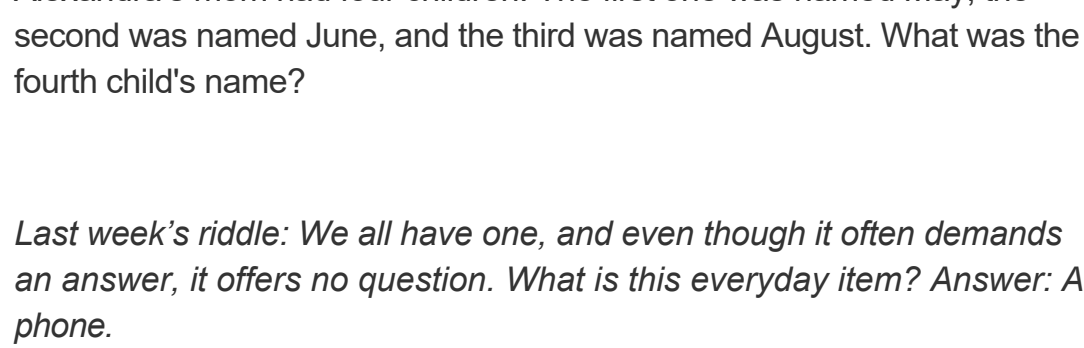 Alexandra's mom had four children. The first one was named May, the
second was named June, and the third was named August. What was the
fourth child's name?
Last week’s riddle: We all have one, and even though it often demands
an answer, it offers no question. What is this everyday item? Answer: A
phone.